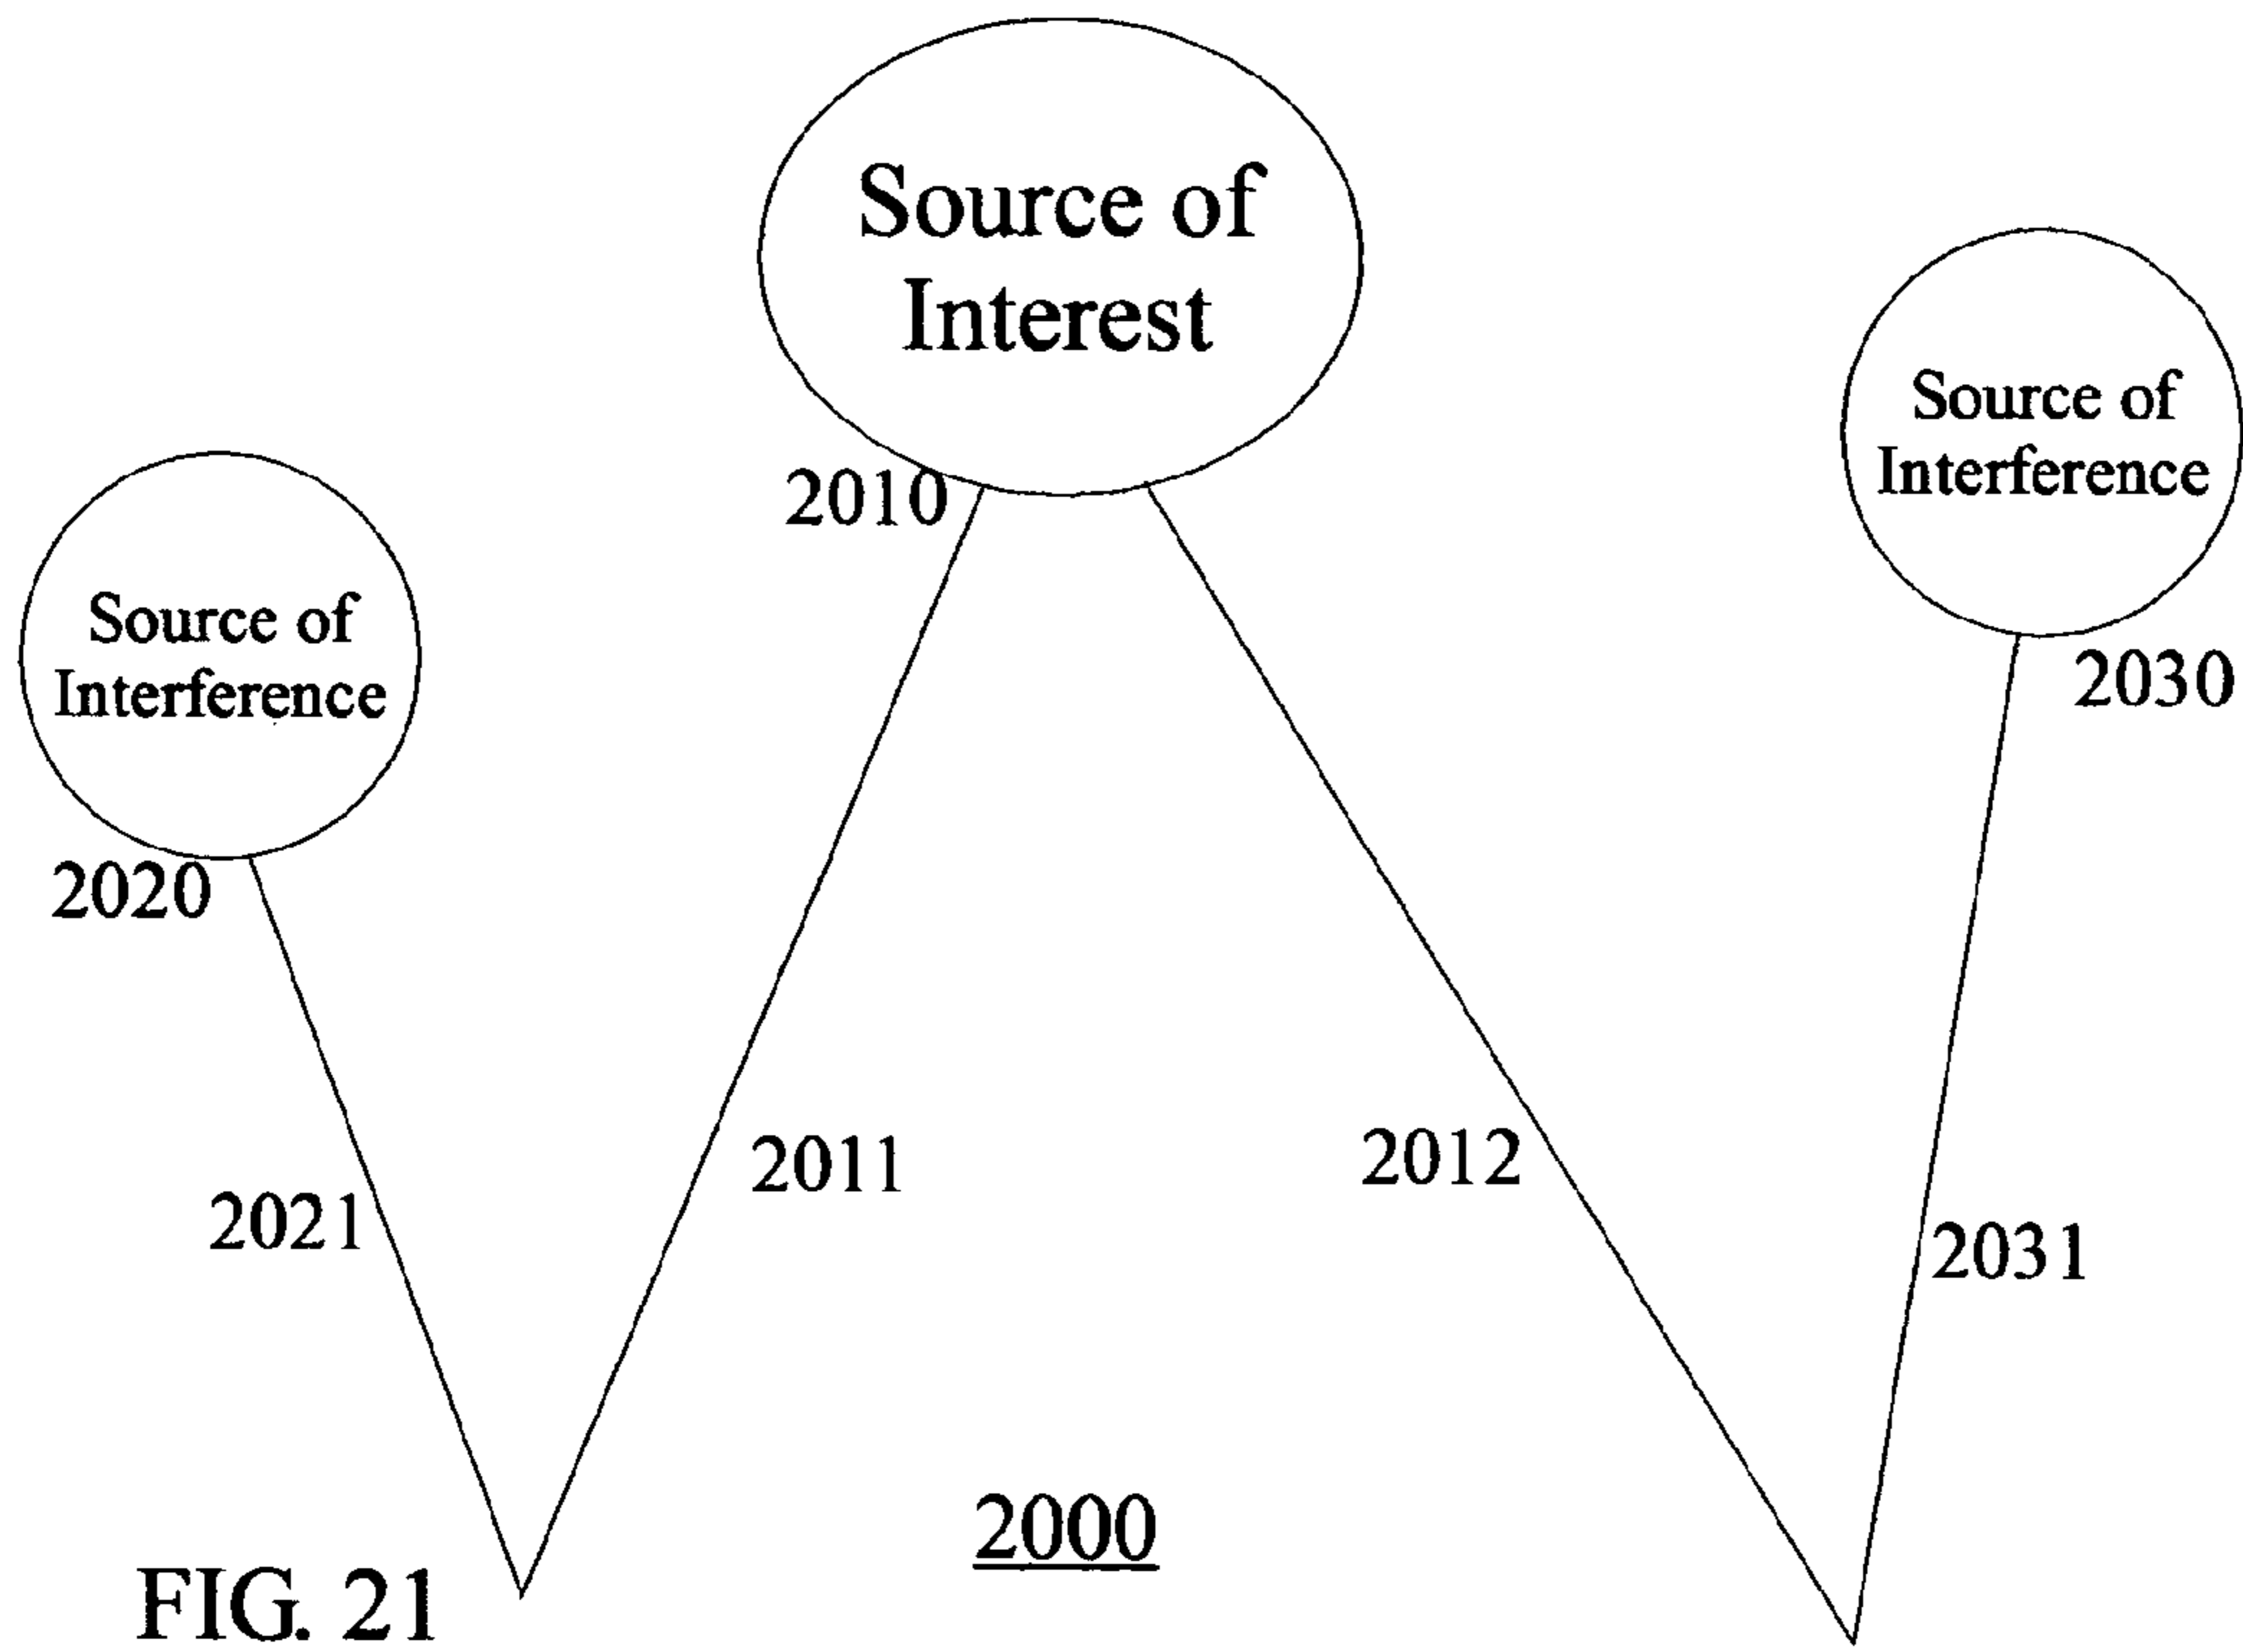 Source of
Interest
2010
Source of
Interference
2030
Source of
Interference
2020
2021
2011
2012
2031
2000
FIG. 21